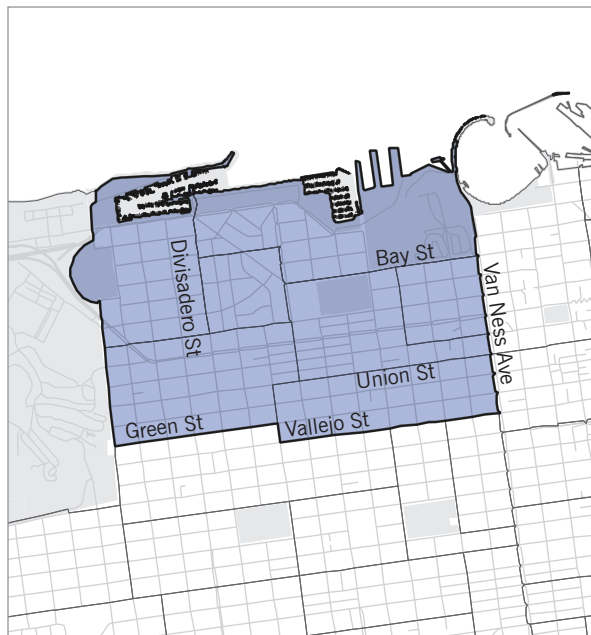 Divisadero St
Bay St
Van Ness Ave
Union St
Green St
Vallejo St